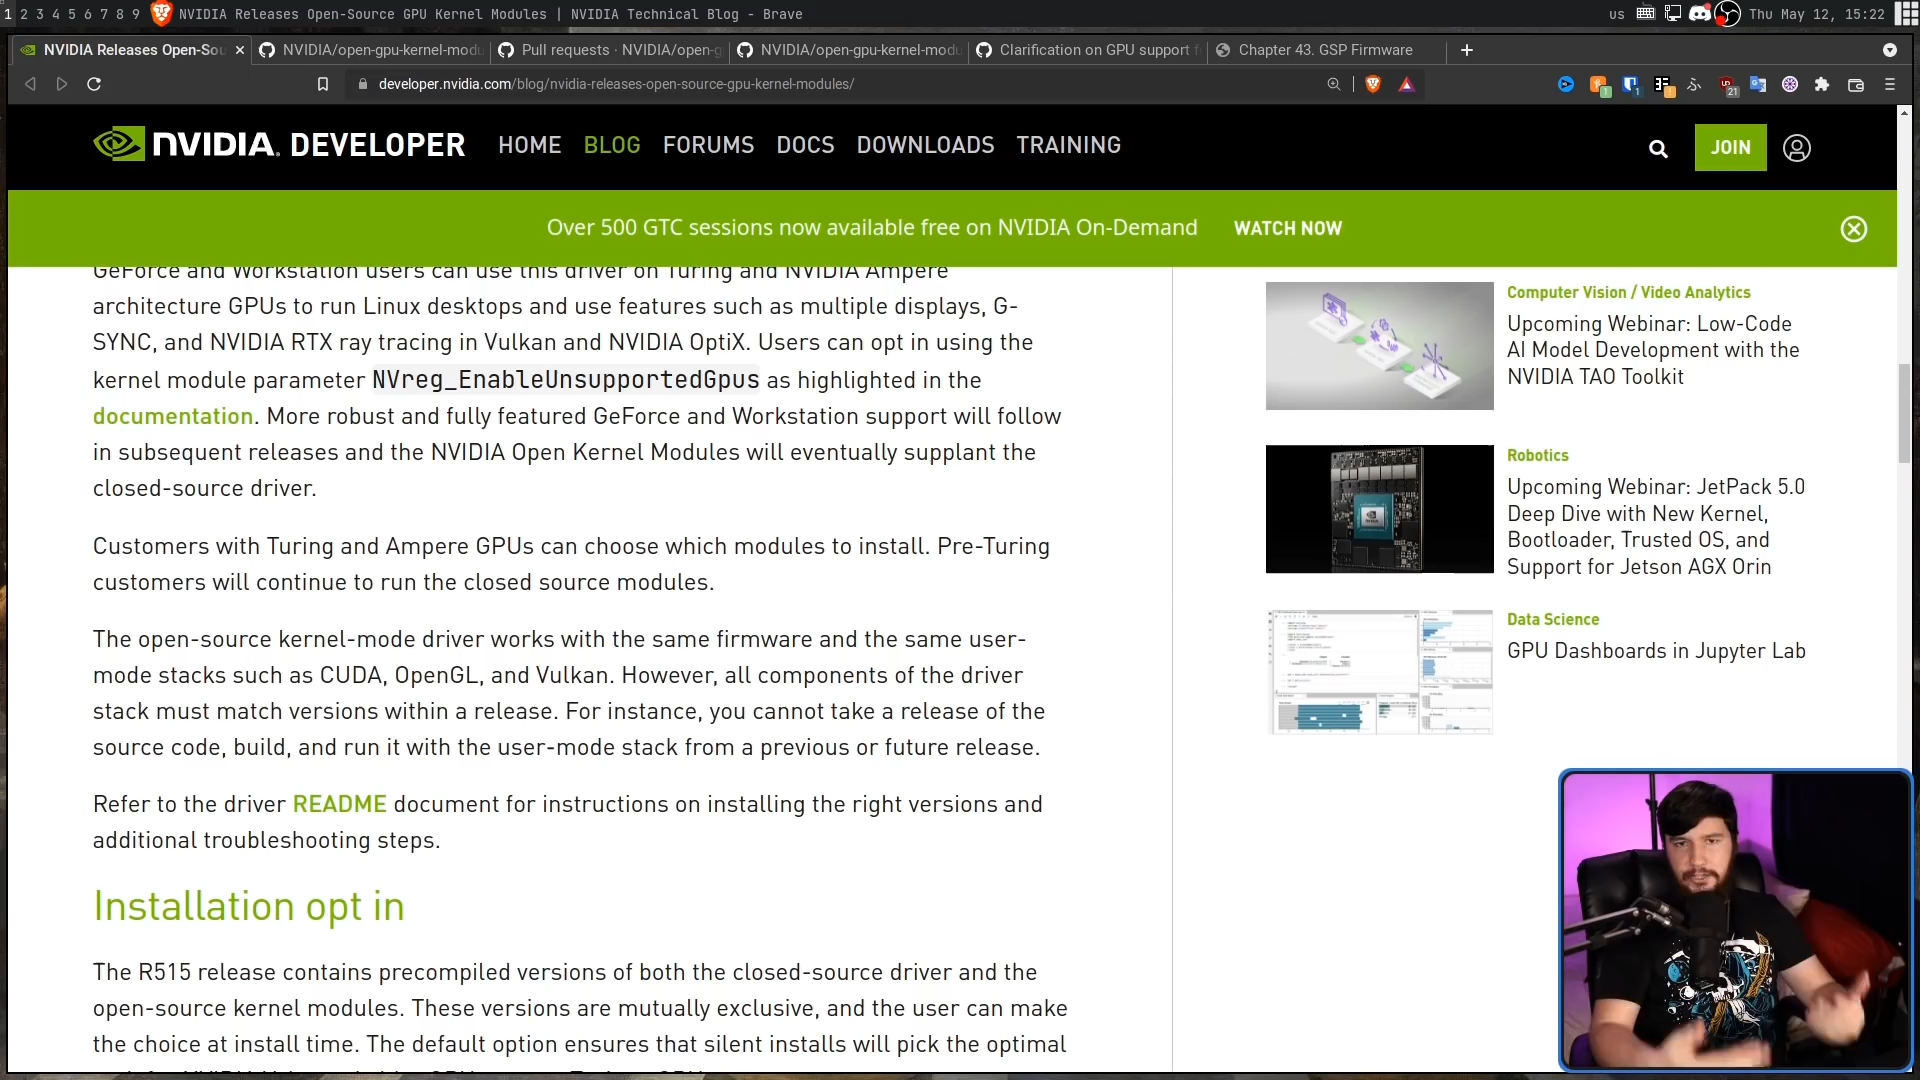 1 2 3 4 5 6 7 8 9 NVIDIA Releases Open-Source GPU Kernel Modules | NVIDIA Technical Blog - Brave
us Thu May 12, 15:22
NVIDIA Releases Open-Sou
NVIDIA/open-gpu-kernel-modu
Pull requests · NVIDIA/open-g
NVIDIA/open-gpu-kernel-modu
Clarification on GPU support f
Chapter 43. GSP Firmware
developer.nvidia.com/blog/nvidia-releases-open-source-gpu-kernel-modules/
NVIDIA. DEVELOPER HOME BLOG FORUMS DOCS DOWNLOADS TRAINING JOIN
Over 500 GTC sessions now available free on NVIDIA On-Demand WATCH NOW
GeForce and Workstation users can use this driver on Turing and NVIDIA Ampere
architecture GPUs to run Linux desktops and use features such as multiple displays, G-
SYNC, and NVIDIA RTX ray tracing in Vulkan and NVIDIA OptiX. Users can opt in using the
kernel module parameter NVreg_EnableUnsupportedGpus as highlighted in the
documentation. More robust and fully featured GeForce and Workstation support will follow
in subsequent releases and the NVIDIA Open Kernel Modules will eventually supplant the
closed-source driver.
Customers with Turing and Ampere GPUs can choose which modules to install. Pre-Turing
customers will continue to run the closed source modules.
The open-source kernel-mode driver works with the same firmware and the same user-
mode stacks such as CUDA, OpenGL, and Vulkan. However, all components of the driver
stack must match versions within a release. For instance, you cannot take a release of the
source code, build, and run it with the user-mode stack from a previous or future release.
Refer to the driver README document for instructions on installing the right versions and
additional troubleshooting steps.
Installation opt in
The R515 release contains precompiled versions of both the closed-source driver and the
open-source kernel modules. These versions are mutually exclusive, and the user can make
the choice at install time. The default option ensures that silent installs will pick the optimal
Computer Vision / Video Analytics
Upcoming Webinar: Low-Code
AI Model Development with the
NVIDIA TAO Toolkit
Robotics
Upcoming Webinar: JetPack 5.0
Deep Dive with New Kernel,
Bootloader, Trusted OS, and
Support for Jetson AGX Orin
Data Science
GPU Dashboards in Jupyter Lab